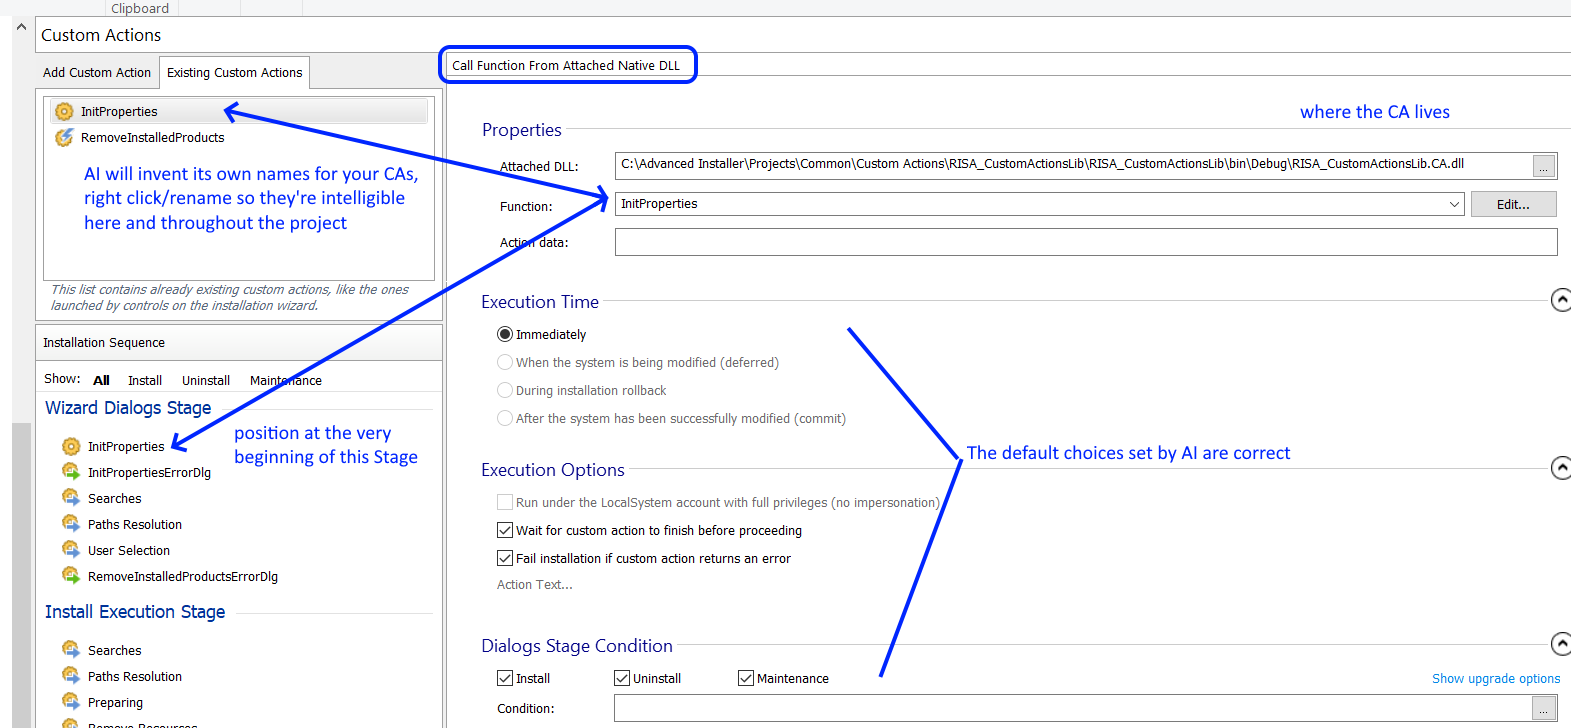 Clipboard
Custom Actions
Add Custom Action
Existing Custom Actions
Call Function From Attached Native DLL
InitProperties
RemoveInstalledProducts
AI will invent its own names for your CAs,
right click/rename so they're intelligible
here and throughout the project
This list contains already existing custom actions, like the ones
launched by controls on the installation wizard.
Installation Sequence
Show: All Install Uninstall Maintenance
Wizard Dialogs Stage
InitProperties
position at the very
beginning of this Stage
InitPropertiesErrorDlg
Searches
Paths Resolution
User Selection
RemoveInstalledProductsErrorDlg
Install Execution Stage
Searches
Paths Resolution
Preparing
Remove Resources
where the CA lives
Properties
Attached DLL: C:\Advanced Installer\Projects\Common\Custom Actions\RISA_CustomActionsLib\RISA_CustomActionsLib\bin\Debug\RISA_CustomActionsLib.CA.dll ...
Function: InitProperties Edit...
Action data:
Execution Time
Immediately
When the system is being modified (deferred)
During installation rollback
After the system has been successfully modified (commit)
The default choices set by AI are correct
Execution Options
Run under the LocalSystem account with full privileges (no impersonation)
Wait for custom action to finish before proceeding
Fail installation if custom action returns an error
Action Text...
Dialogs Stage Condition
Install Uninstall Maintenance Show upgrade options
Condition: ...